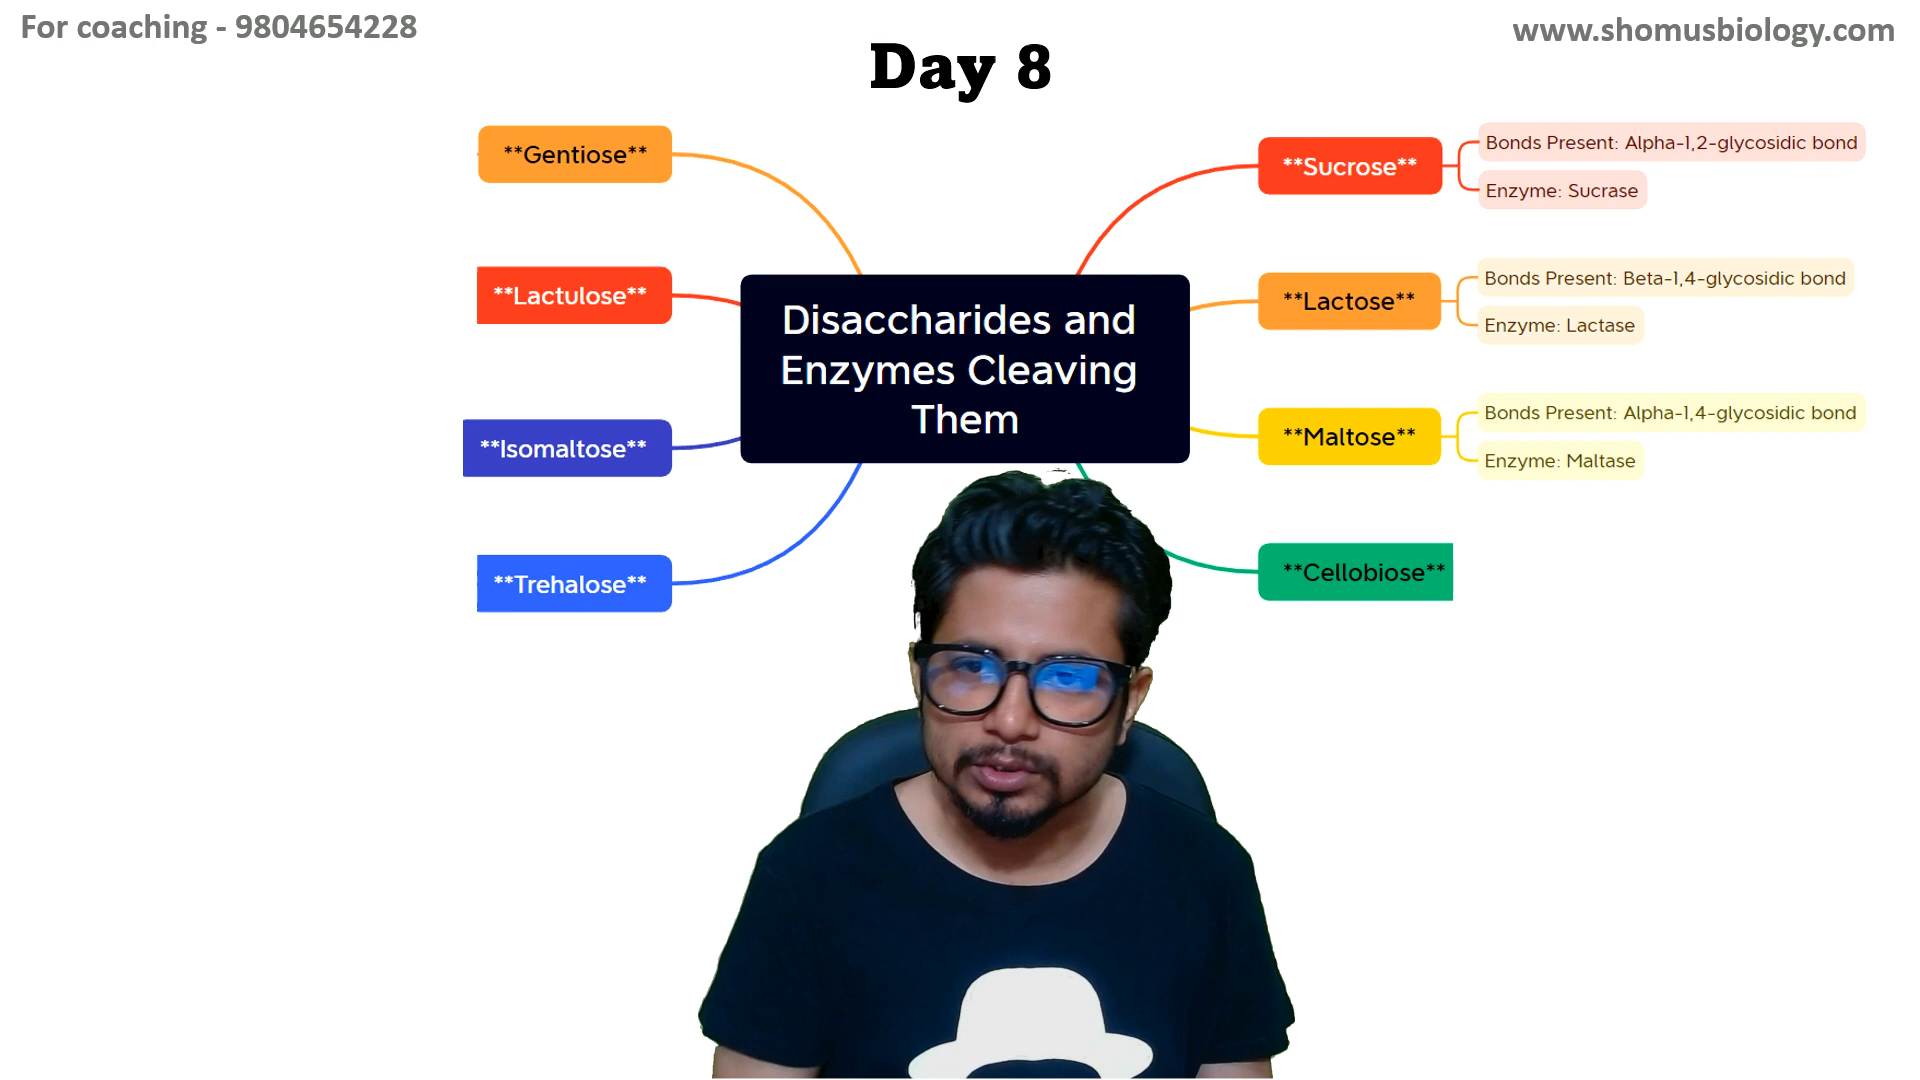 For coaching - 9804654228
www.shomusbiology.com
Day 8
**Gentiose**
**Lactulose**
**Isomaltose**
**Trehalose**
Disaccharides and
Enzymes Cleaving
Them
**Sucrose**
Bonds Present: Alpha-1,2-glycosidic bond
Enzyme: Sucrase
**Lactose**
Bonds Present: Beta-1,4-glycosidic bond
Enzyme: Lactase
**Maltose**
Bonds Present: Alpha-1,4-glycosidic bond
Enzyme: Maltase
**Cellobiose**